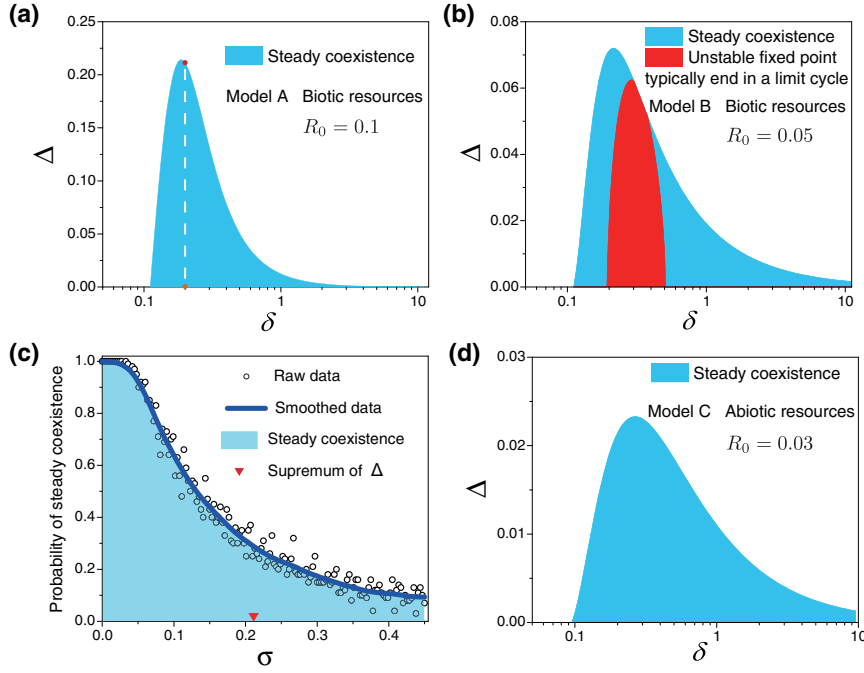 (a)
0.25
0.20
0.15
0.10
0.05
0.00
Δ
Steady coexistence
Model A Biotic resources
R₀ = 0.1
0.1 1 10
δ
(b)
0.08
0.06
0.04
0.02
0.00
Δ
Steady coexistence
Unstable fixed point
typically end in a limit cycle
Model B Biotic resources
R₀ = 0.05
0.1 1 10
δ
(c)
1.0
0.8
0.6
0.4
0.2
0.0
Probability of steady coexistence
Raw data
Smoothed data
Steady coexistence
Supremum of Δ
0.0 0.1 0.2 0.3 0.4
σ
(d)
0.03
0.02
0.01
0.00
Δ
Steady coexistence
Model C Abiotic resources
R₀ = 0.03
0.1 1 10
δ